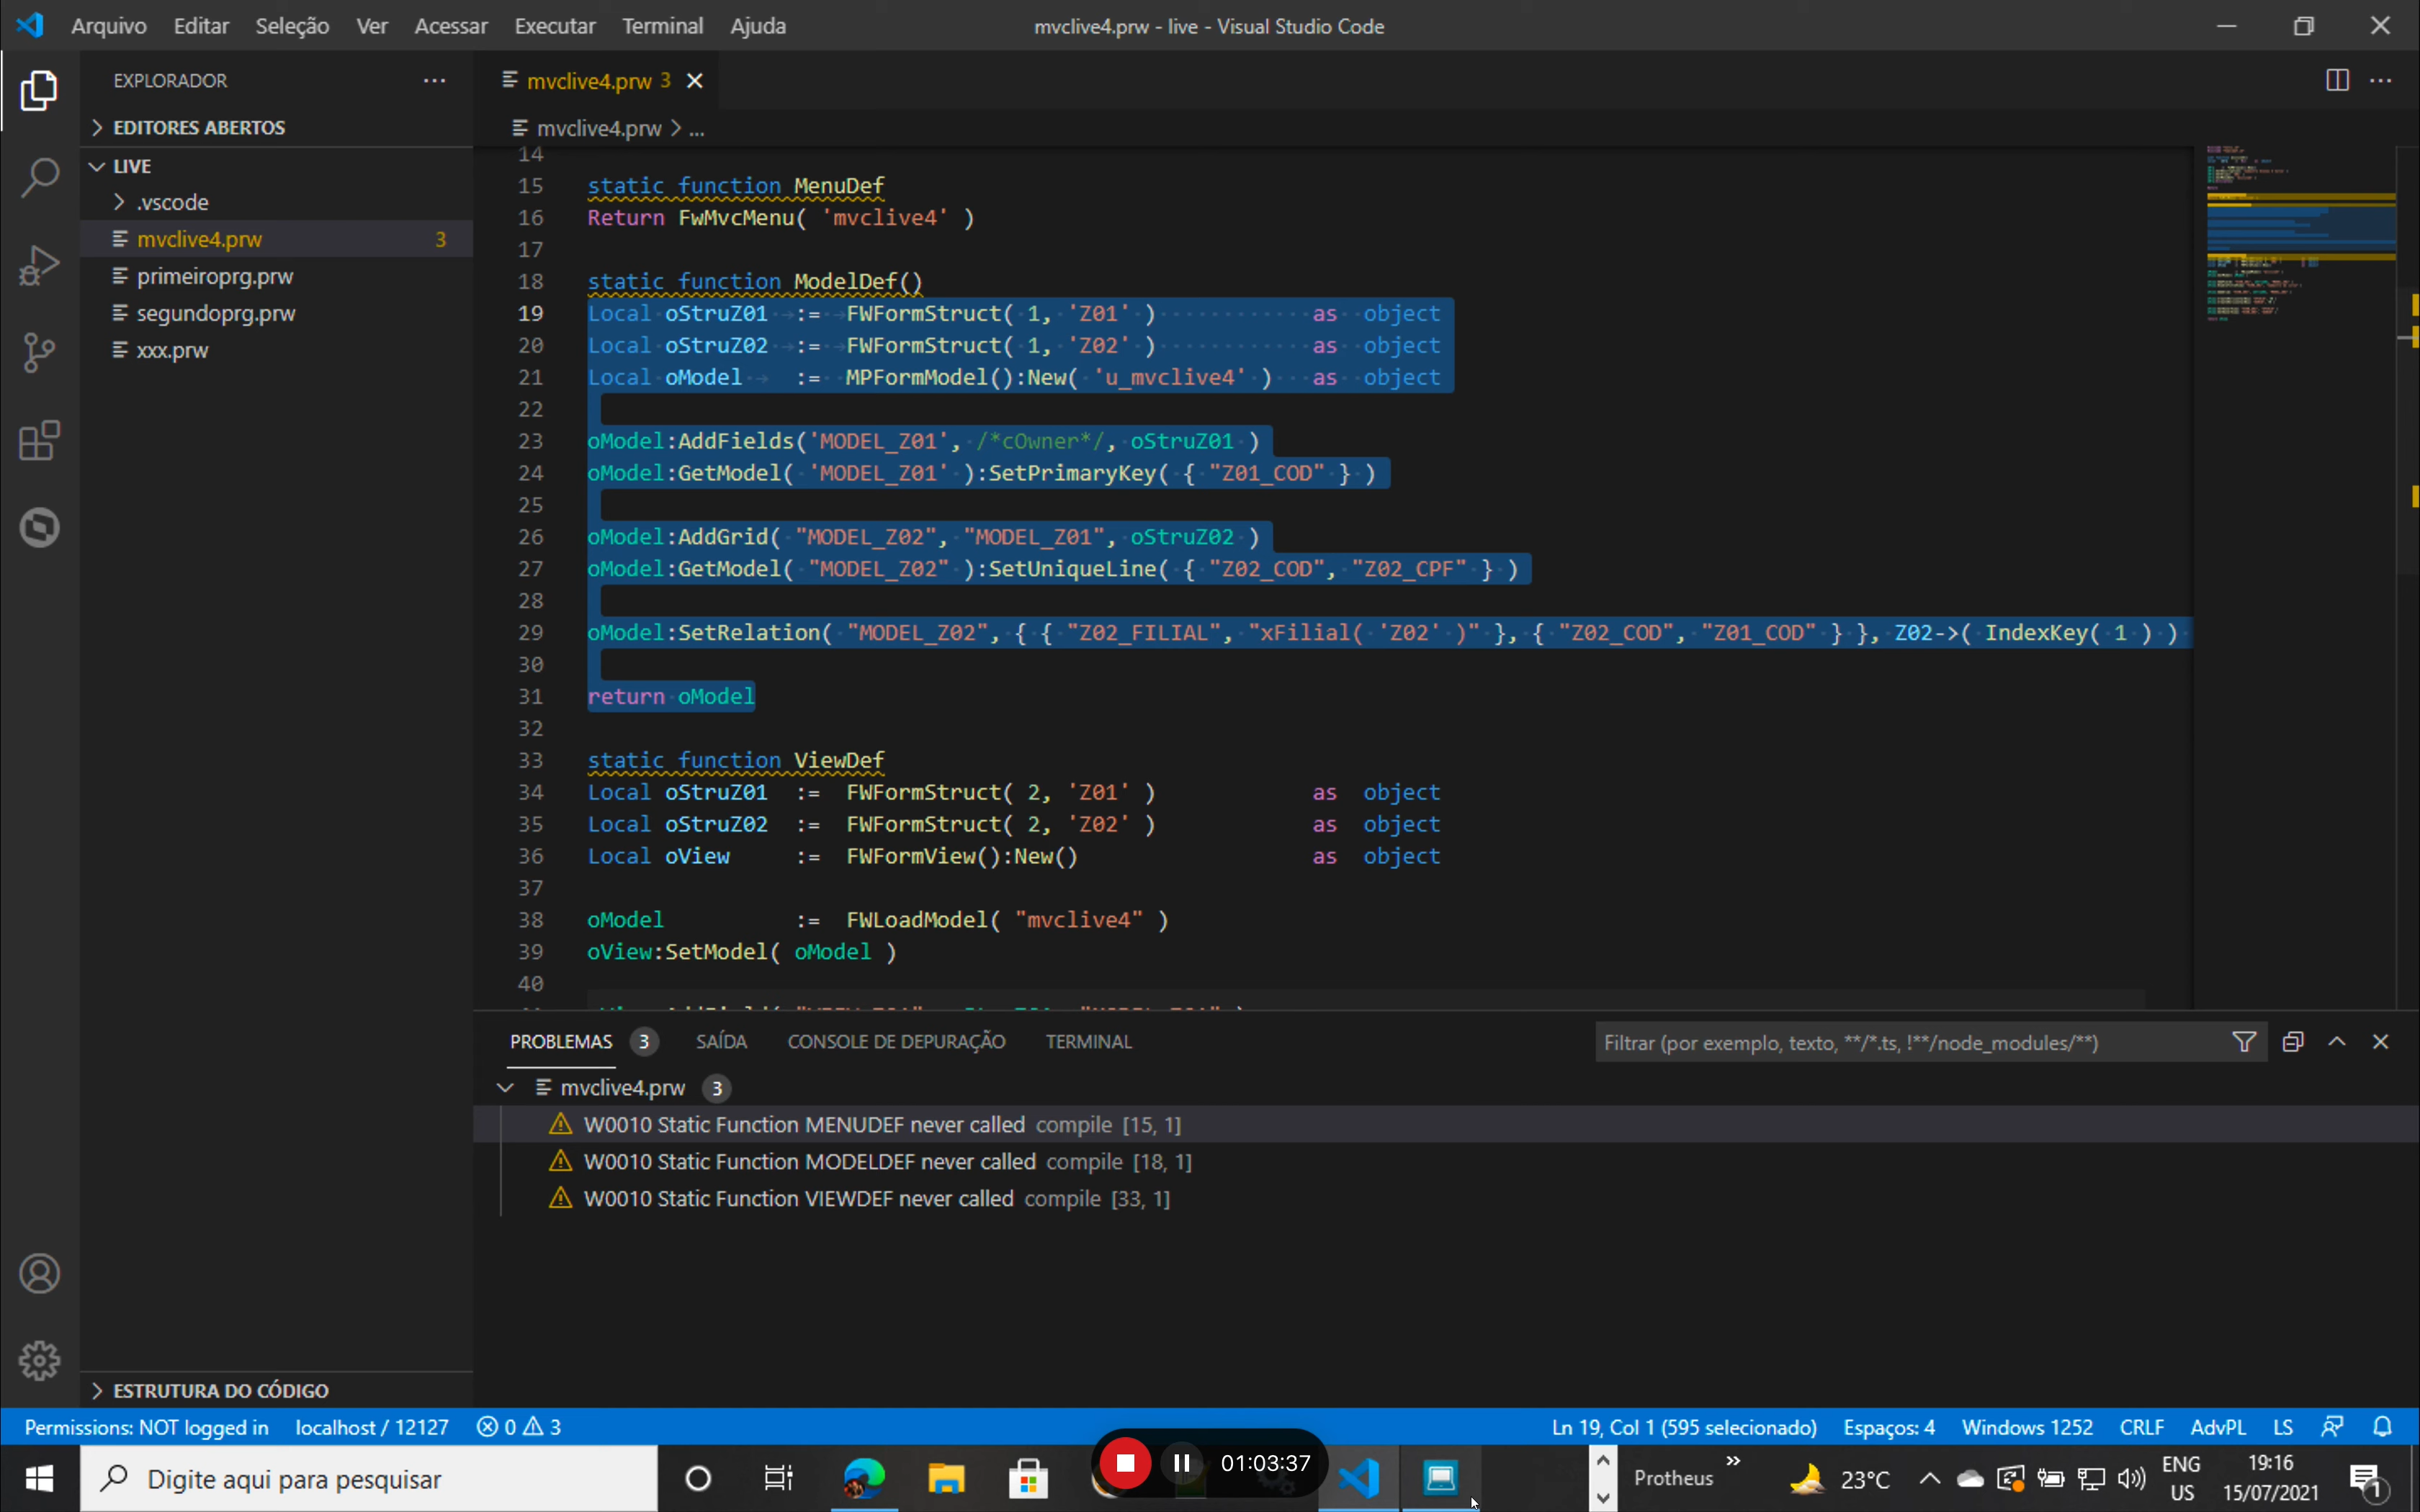 Arquivo Editar Seleção Ver Acessar Executar Terminal Ajuda
mvclive4.prw - live - Visual Studio Code
EXPLORADOR
EDITORES ABERTOS
LIVE
.vscode
mvclive4.prw 3
primeiroprg.prw
segundoprg.prw
xxx.prw
ESTRUTURA DO CÓDIGO
mvclive4.prw 3
mvclive4.prw > ...
14
15 static function MenuDef
16 Return FwMvcMenu( 'mvclive4' )
17
18 static function ModelDef()
19 Local oStruZ01 := FWFormStruct( 1, 'Z01' ) as object
20 Local oStruZ02 := FWFormStruct( 1, 'Z02' ) as object
21 Local oModel := MPFormModel():New( 'u_mvclive4' ) as object
22
23 oModel:AddFields('MODEL_Z01', /*cOwner*/, oStruZ01 )
24 oModel:GetModel( 'MODEL_Z01' ):SetPrimaryKey( { "Z01_COD" } )
25
26 oModel:AddGrid( "MODEL_Z02", "MODEL_Z01", oStruZ02 )
27 oModel:GetModel( "MODEL_Z02" ):SetUniqueLine( { "Z02_COD", "Z02_CPF" } )
28
29 oModel:SetRelation( "MODEL_Z02", { { "Z02_FILIAL", "xFilial( 'Z02' )" }, { "Z02_COD", "Z01_COD" } }, Z02->( IndexKey( 1 ) )
30
31 return oModel
32
33 static function ViewDef
34 Local oStruZ01 := FWFormStruct( 2, 'Z01' ) as object
35 Local oStruZ02 := FWFormStruct( 2, 'Z02' ) as object
36 Local oView := FWFormView():New() as object
37
38 oModel := FWLoadModel( "mvclive4" )
39 oView:SetModel( oModel )
40
PROBLEMAS 3 SAÍDA CONSOLE DE DEPURAÇÃO TERMINAL
Filtrar (por exemplo, texto, **/*.ts, !**/node_modules/**)
mvclive4.prw 3
W0010 Static Function MENUDEF never called compile [15, 1]
W0010 Static Function MODELDEF never called compile [18, 1]
W0010 Static Function VIEWDEF never called compile [33, 1]
Permissions: NOT logged in localhost / 12127 0 3
Ln 19, Col 1 (595 selecionado) Espaços: 4 Windows 1252 CRLF AdvPL LS
Digite aqui para pesquisar
01:03:37
Protheus
23°C
ENG
US
19:16
15/07/2021
1